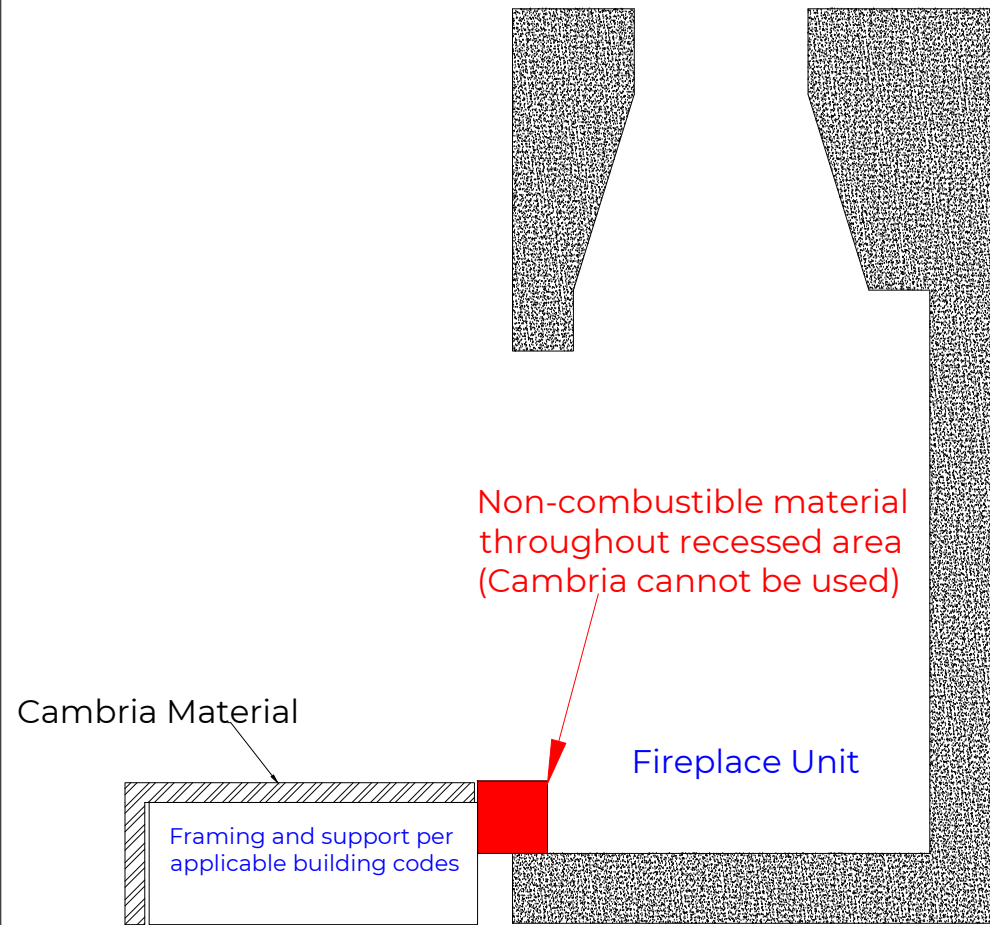 Non-combustible material
throughout recessed area
(Cambria cannot be used)
Cambria Material
Fireplace Unit
Framing and support per
applicable building codes